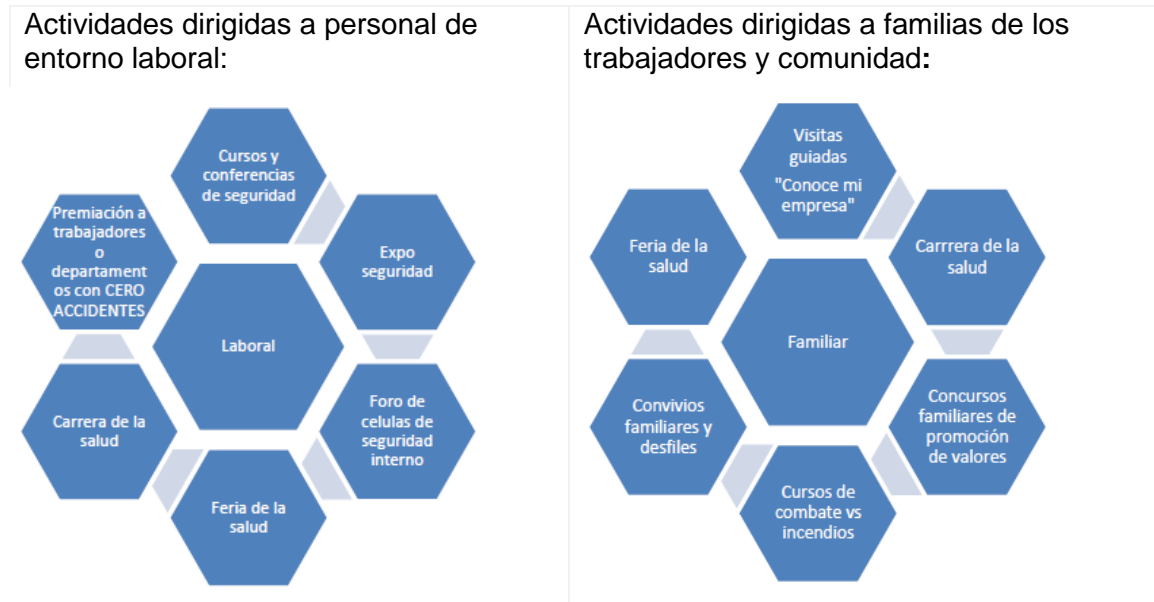 Actividades dirigidas a personal de
entorno laboral:
Cursos y
conferencias
de seguridad
Expo
seguridad
Foro de
celulas de
seguridad
interno
Feria de la
salud
Carrera de la
salud
Premiación a
trabajadores
o
department
os con CERO
ACCIDENTES
Laboral
Actividades dirigidas a familias de los
trabajadores y comunidad:
Visitas
guiadas
"Conoce mi
empresa"
Carrrera de la
salud
Concursos
familiares de
promoción
de valores
Cursos de
combate vs
incendios
Convivios
familiares y
desfiles
Feria de la
salud
Familiar